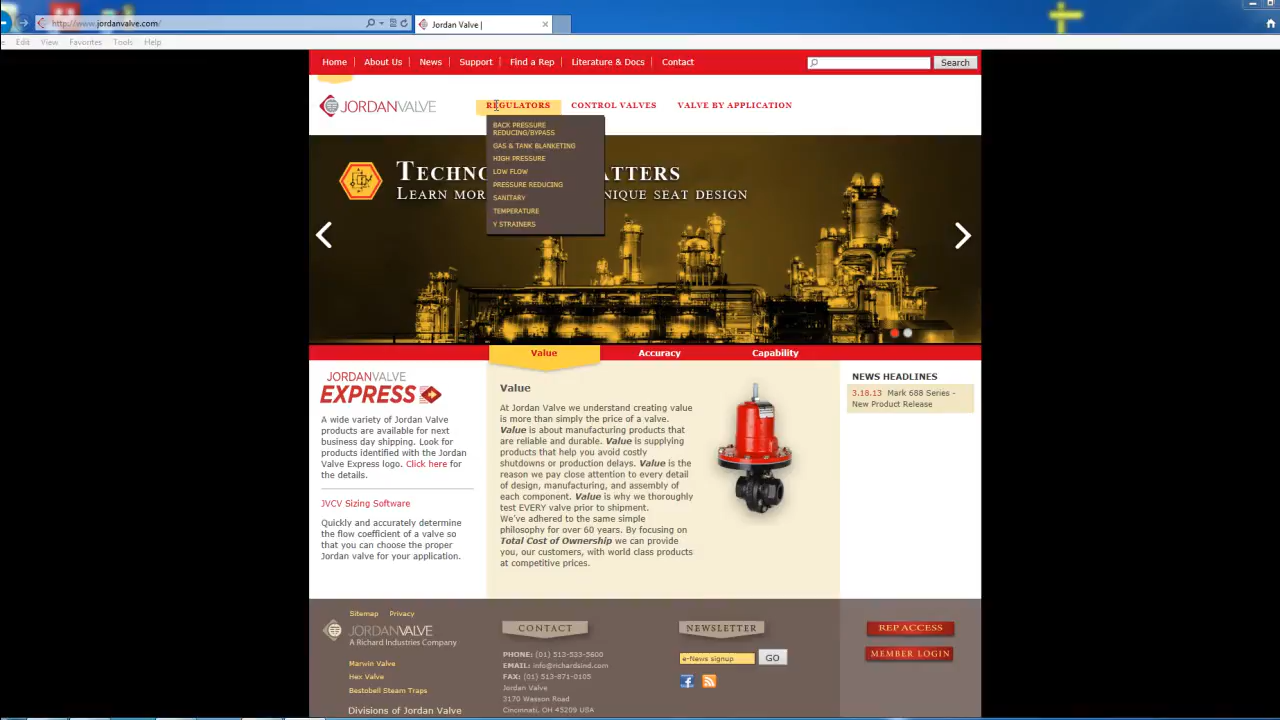 http://www.jordanvalve.com/
Jordan Valve |
Edit View Favorites Tools Help
Home About Us News Support Find a Rep Literature & Docs Contact
Search
JORDANVALVE
REGULATORS CONTROL VALVES VALVE BY APPLICATION
BACK PRESSURE
REDUCING/BYPASS
GAS & TANK BLANKETING
HIGH PRESSURE
LOW FLOW
PRESSURE REDUCING
SANITARY
TEMPERATURE
Y STRAINERS
TECHNO ATTERS
LEARN MOR NIQUE SEAT DESIGN
Value Accuracy Capability
JORDANVALVE
EXPRESS
A wide variety of Jordan Valve
products are available for next
business day shipping. Look for
products identified with the Jordan
Valve Express logo. Click here for
the details.
JVCV Sizing Software
Quickly and accurately determine
the flow coefficient of a valve so
that you can choose the proper
Jordan valve for your application.
Value
At Jordan Valve we understand creating value
is more than simply the price of a valve.
Value is about manufacturing products that
are reliable and durable. Value is supplying
products that help you avoid costly
shutdowns or production delays. Value is the
reason we pay close attention to every detail
of design, manufacturing, and assembly of
each component. Value is why we thoroughly
test EVERY valve prior to shipment.
We've adhered to the same simple
philosophy for over 60 years. By focusing on
Total Cost of Ownership we can provide
you, our customers, with world class products
at competitive prices.
NEWS HEADLINES
3.18.13 Mark 688 Series -
New Product Release
Sitemap Privacy
JORDANVALVE
A Richard Industries Company
Marwin Valve
Hex Valve
Bestobell Steam Traps
Divisions of Jordan Valve
CONTACT
PHONE: (01) 513-533-5600
EMAIL: info@richardsind.com
FAX: (01) 513-871-0105
Jordan Valve
3170 Wasson Road
Cincinnati, OH 45209 USA
NEWSLETTER
e-News signup GO
REP ACCESS
MEMBER LOGIN